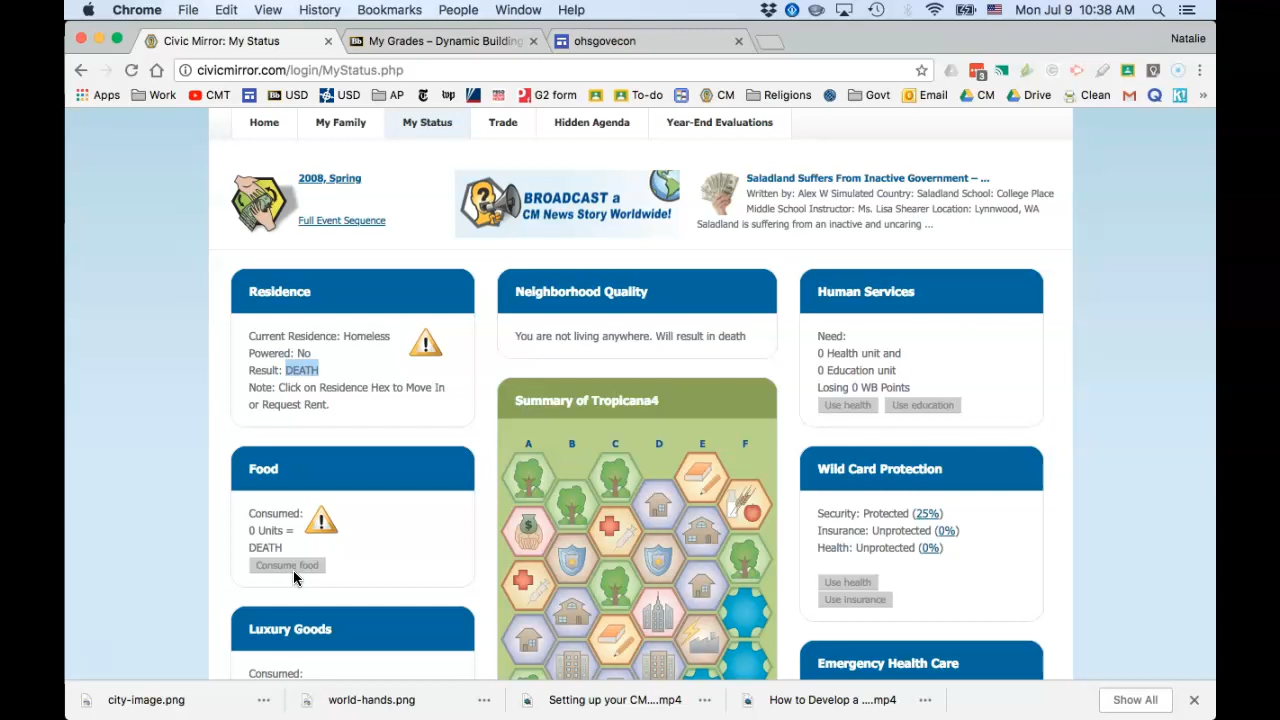 Chrome File Edit View History Bookmarks People Window Help
Mon Jul 9 10:38 AM
Civic Mirror: My Status
My Grades – Dynamic Building
ohsgovecon
Natalie
civicmirror.com/login/MyStatus.php
3
Apps Work CMT USD USD AP wp G2 form To-do CM Religions Govt Email CM Drive Clean
Home My Family My Status Trade Hidden Agenda Year-End Evaluations
2008, Spring
Full Event Sequence
BROADCAST a
CM News Story Worldwide!
Saladland Suffers From Inactive Government – ...
Written by: Alex W Simulated Country: Saladland School: College Place
Middle School Instructor: Ms. Lisa Shearer Location: Lynnwood, WA
Saladland is suffering from an inactive and uncaring ...
Residence
Current Residence: Homeless
Powered: No
Result: DEATH
Note: Click on Residence Hex to Move In
or Request Rent.
Food
Consumed:
0 Units =
DEATH
Consume food
Luxury Goods
Consumed:
Neighborhood Quality
You are not living anywhere. Will result in death
Summary of Tropicana4
A B C D E F
Human Services
Need:
0 Health unit and
0 Education unit
Losing 0 WB Points
Use health Use education
Wild Card Protection
Security: Protected (25%)
Insurance: Unprotected (0%)
Health: Unprotected (0%)
Use health
Use insurance
Emergency Health Care
city-image.png
world-hands.png
Setting up your CM....mp4
How to Develop a ....mp4
Show All